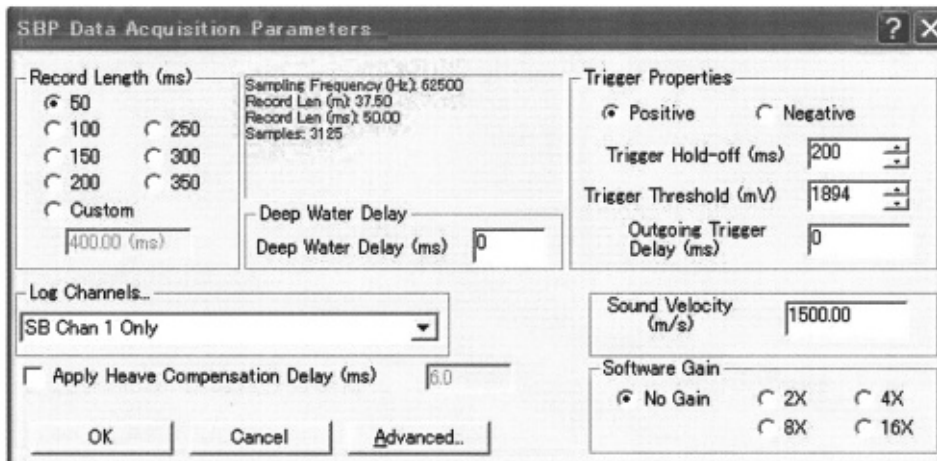 SBP Data Acquisition Parameters
Record Length (ms)
50
100 250
150 300
200 350
Custom
400.00 (ms)
Sampling Frequency (Hz): 62500
Record Len (m): 37.50
Record Len (ms): 50.00
Samples: 3125
Deep Water Delay
Deep Water Delay (ms) 0
Trigger Properties
Positive Negative
Trigger Hold-off (ms) 200
Trigger Threshold (mV) 1894
Outgoing Trigger
Delay (ms) 0
Log Channels...
SB Chan 1 Only
Apply Heave Compensation Delay (ms) 6.0
Sound Velocity
(m/s) 1500.00
Software Gain
No Gain 2X 4X
8X 16X
OK Cancel Advanced...